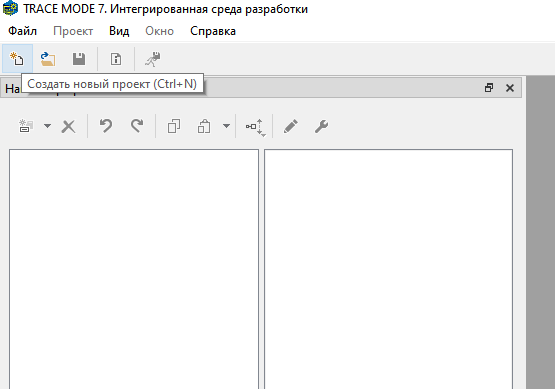 TRACE MODE 7. Интегрированная среда разработки
Файл Проект Вид Окно Справка
Создать новый проект (Ctrl+N)